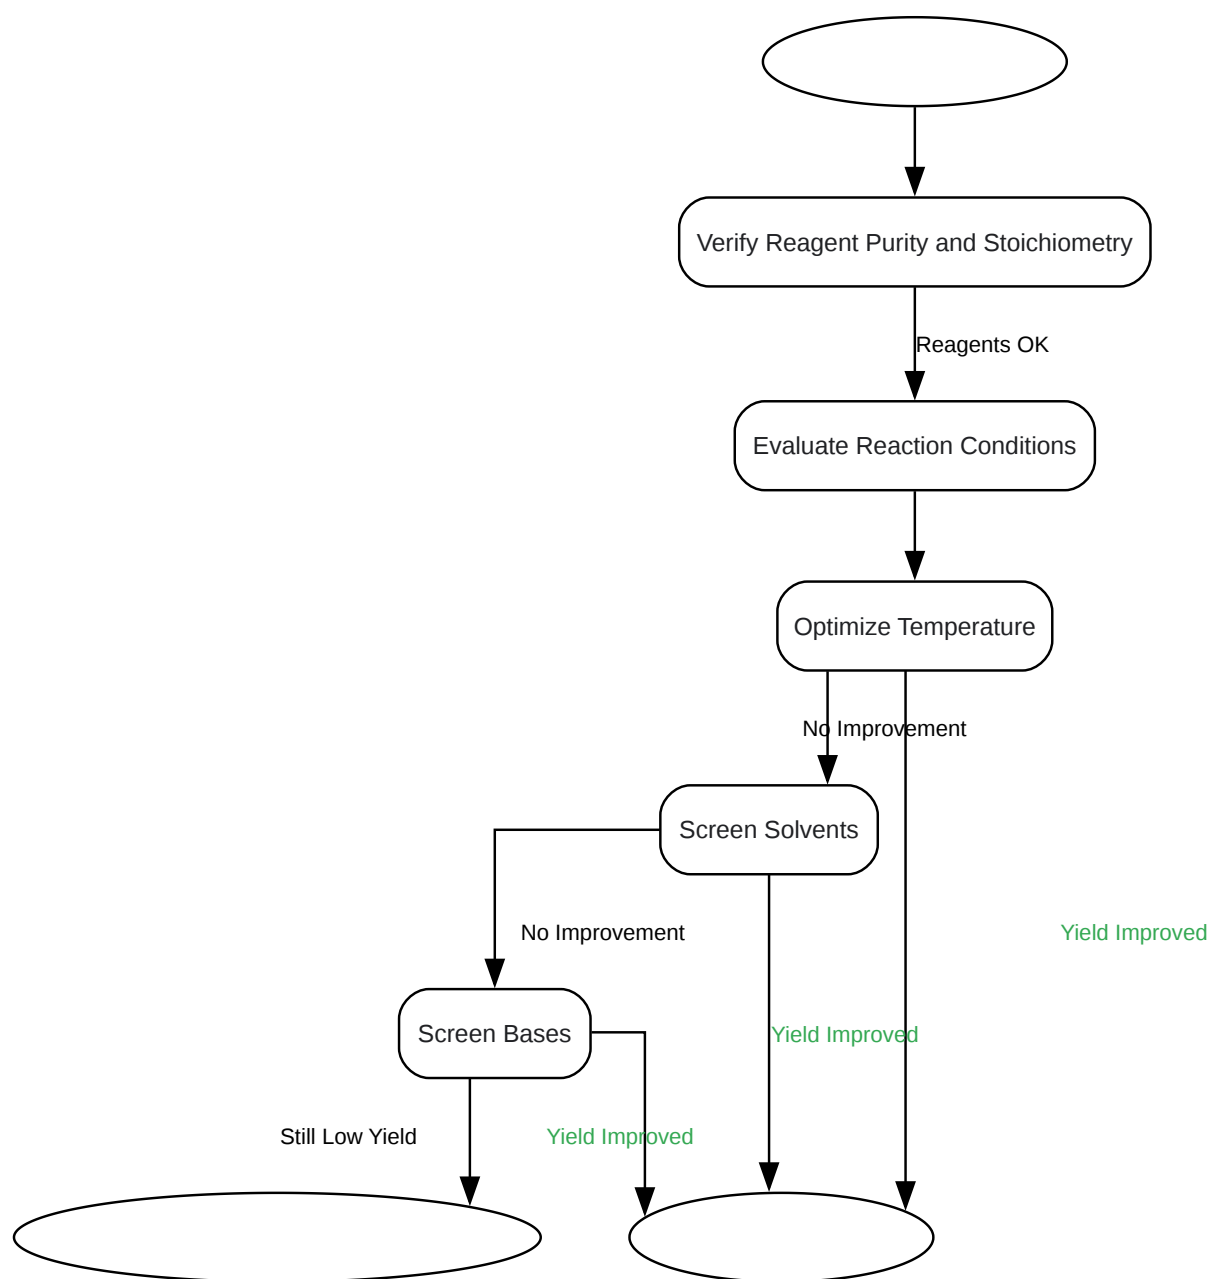 Verify Reagent Purity and Stoichiometry
Reagents OK
Evaluate Reaction Conditions
Optimize Temperature
No Improvement
Screen Solvents
No Improvement
Yield Improved
Screen Bases
Yield Improved
Still Low Yield
Yield Improved